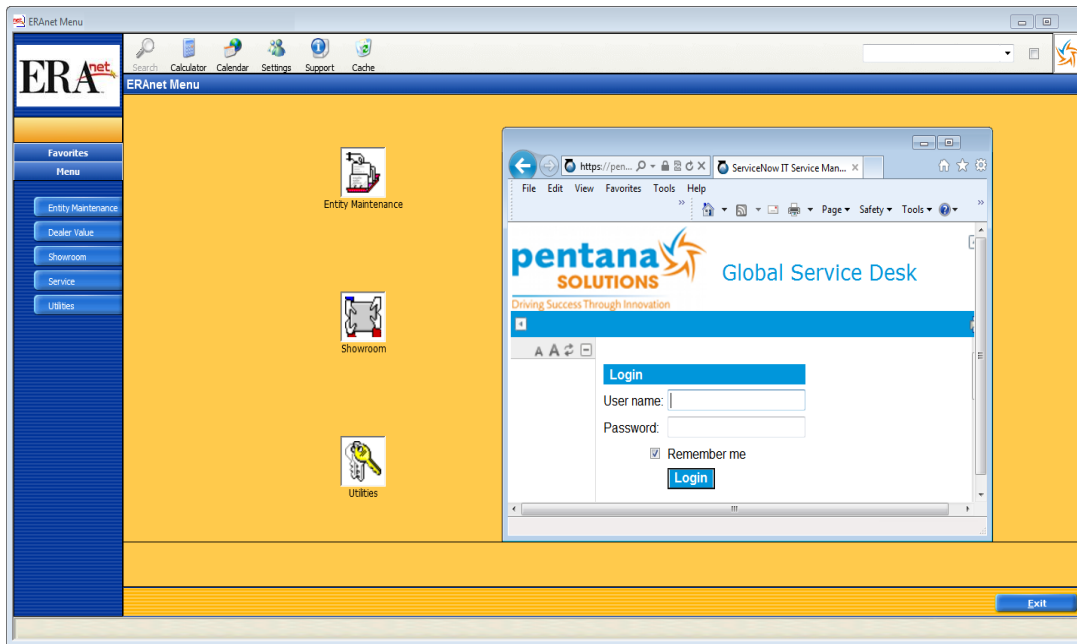 ERAnet Menu
ERAnet
Search Calculator Calendar Settings Support Cache
ERAnet Menu
Favorites
Menu
Entity Maintenance
Dealer Value
Showroom
Service
Utilities
Entity Maintenance
Showroom
Utilities
https://pen... ServiceNow IT Service Man...
File Edit View Favorites Tools Help
Page Safety Tools
pentana
SOLUTIONS
Driving Success Through Innovation
Global Service Desk
A A
Login
User name:
Password:
Remember me
Login
Exit